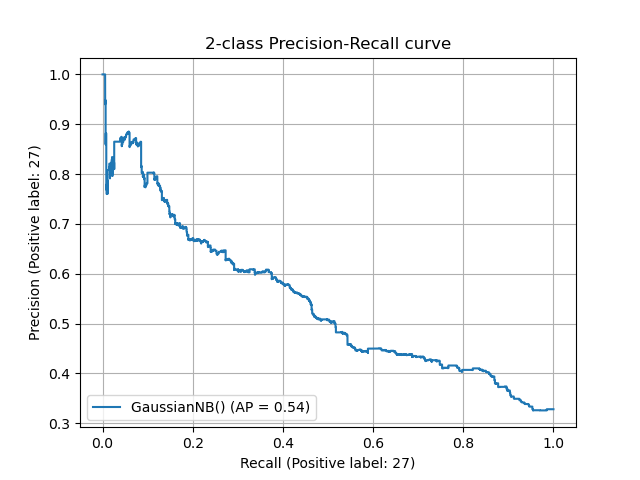 2-class Precision-Recall curve
1.0
0.9
0.8
0.7
0.6
0.5
0.4
0.3
Precision (Positive label: 27)
GaussianNB() (AP = 0.54)
0.0 0.2 0.4 0.6 0.8 1.0
Recall (Positive label: 27)